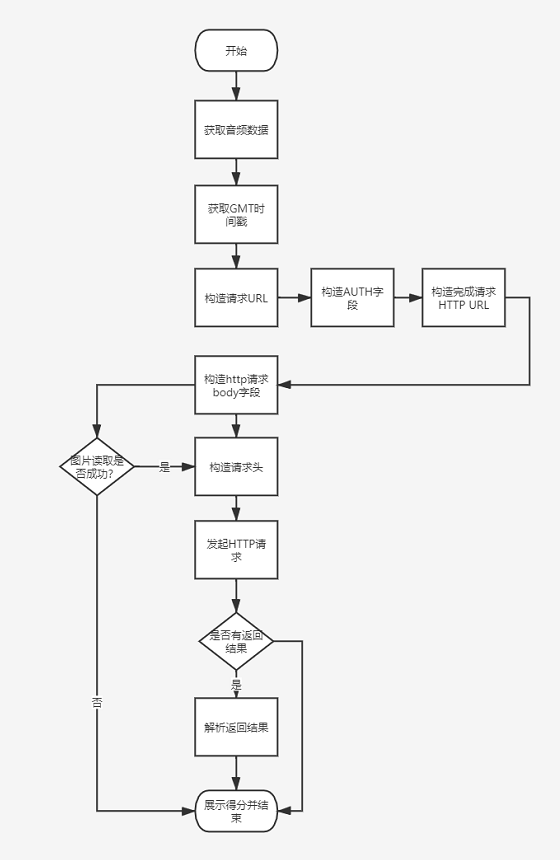 开始
获取音频数据
获取GMT时
间戳
构造请求URL
构造AUTH字
段
构造完成请求
HTTP URL
构造http请求
body字段
图片读取是
否成功?
是
构造请求头
发起HTTP请
求
是否有返回
结果
是
否
解析返回结果
展示得分并结
束